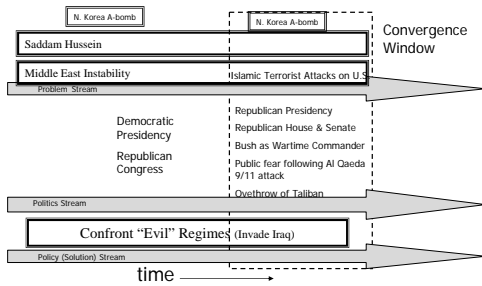 N. Korea A-bomb
N. Korea A-bomb
Convergence
Window
Saddam Hussein
Middle East Instability
Islamic Terrorist Attacks on U.S.
Problem Stream
Democratic
Presidency
Republican
Congress
Republican Presidency
Republican House & Senate
Bush as Wartime Commander
Public fear following Al Qaeda
9/11 attack
Ovethrow of Taliban
Politics Stream
Confront “Evil” Regimes (Invade Iraq)
Policy (Solution) Stream
time